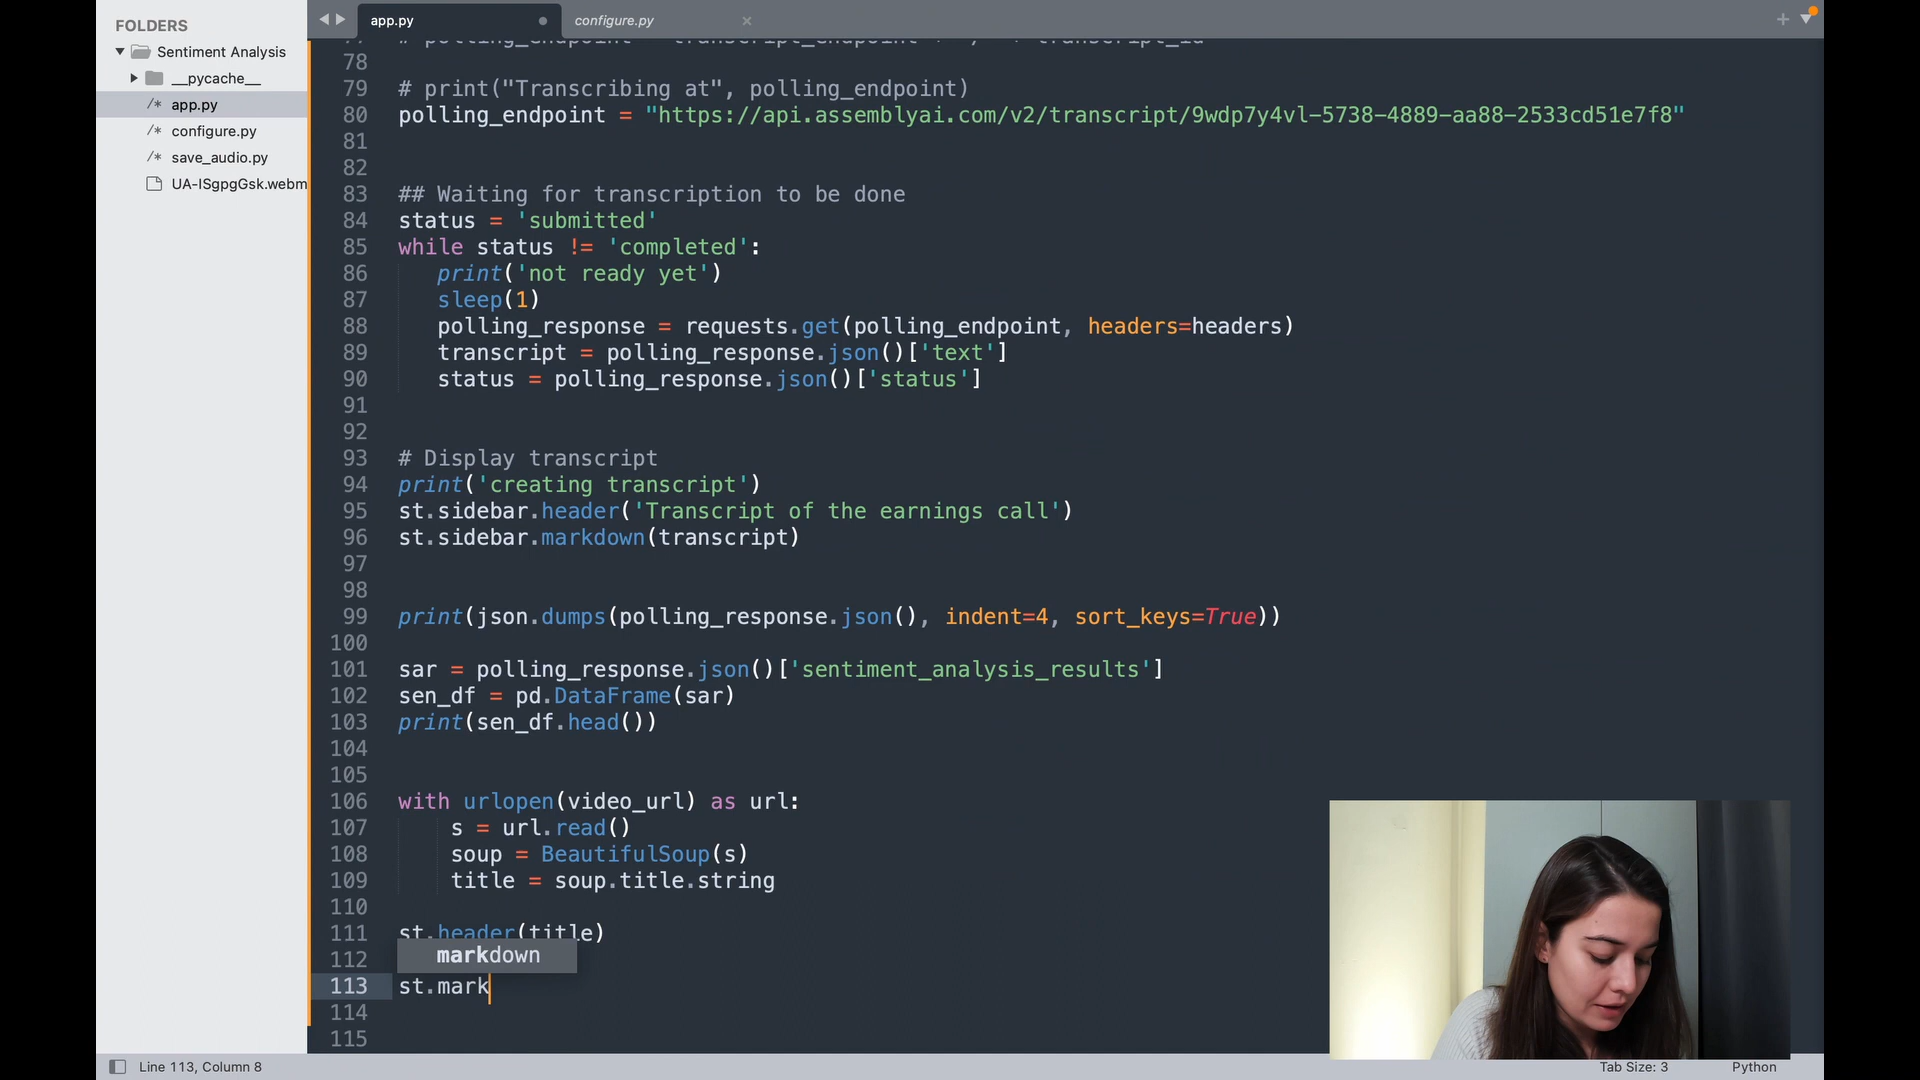 FOLDERS
Sentiment Analysis
__pycache__
app.py
configure.py
save_audio.py
UA-ISgpgGsk.webm
app.py
configure.py
78
79 # print("Transcribing at", polling_endpoint)
80 polling_endpoint = "https://api.assemblyai.com/v2/transcript/9wdp7y4vl-5738-4889-aa88-2533cd51e7f8"
81
82
83 ## Waiting for transcription to be done
84 status = 'submitted'
85 while status != 'completed':
86 print('not ready yet')
87 sleep(1)
88 polling_response = requests.get(polling_endpoint, headers=headers)
89 transcript = polling_response.json()['text']
90 status = polling_response.json()['status']
91
92
93 # Display transcript
94 print('creating transcript')
95 st.sidebar.header('Transcript of the earnings call')
96 st.sidebar.markdown(transcript)
97
98
99 print(json.dumps(polling_response.json(), indent=4, sort_keys=True))
100
101 sar = polling_response.json()['sentiment_analysis_results']
102 sen_df = pd.DataFrame(sar)
103 print(sen_df.head())
104
105
106 with urlopen(video_url) as url:
107 s = url.read()
108 soup = BeautifulSoup(s)
109 title = soup.title.string
110
111 st.header(title)
112
markdown
113 st.mark
114
115
Line 113, Column 8
Tab Size: 3
Python